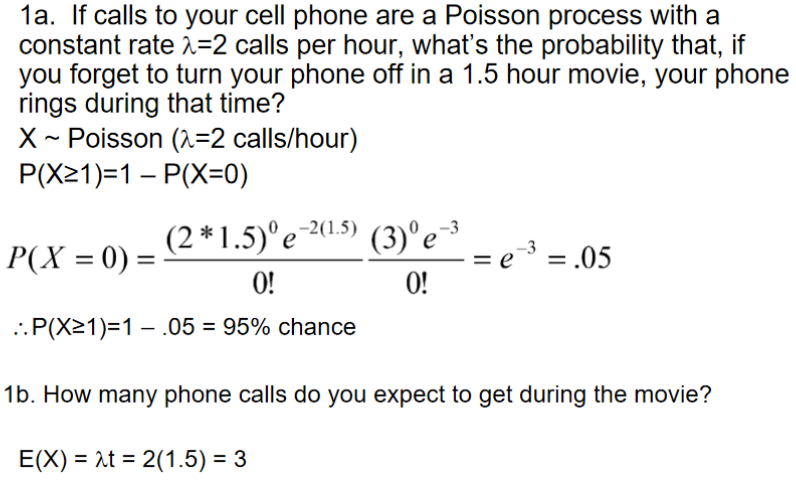 1a. If calls to your cell phone are a Poisson process with a
constant rate λ=2 calls per hour, what's the probability that, if
you forget to turn your phone off in a 1.5 hour movie, your phone
rings during that time?
X ~ Poisson (λ=2 calls/hour)
P(X≥1)=1 – P(X=0)
P(X = 0) = \frac{(2*1.5)^0 e^{-2(1.5)}}{0!} \frac{(3)^0 e^{-3}}{0!} = e^{-3} = .05
∴P(X≥1)=1 – .05 = 95% chance
1b. How many phone calls do you expect to get during the movie?
E(X) = λt = 2(1.5) = 3